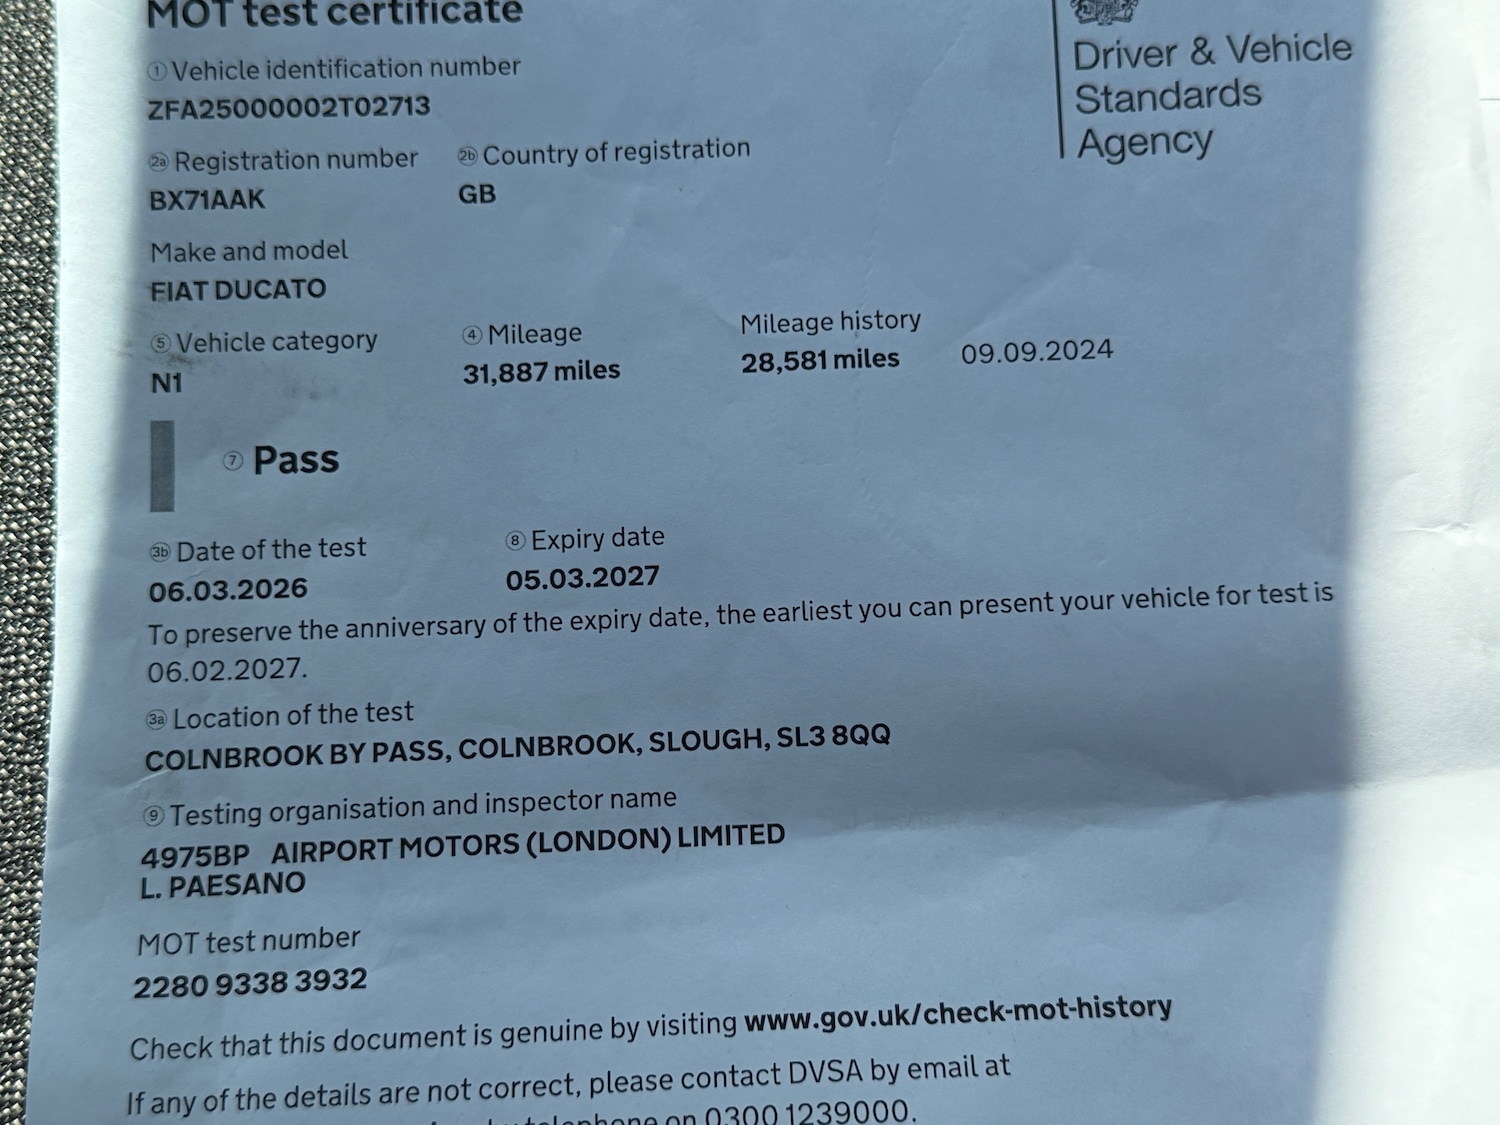 MOT test certificate
Driver & Vehicle
Standards
Agency
① Vehicle identification number
ZFA25000002T02713
2a Registration number 2b Country of registration
BX71AAK GB
Make and model
FIAT DUCATO
⑤ Vehicle category ④ Mileage Mileage history
N1 31,887 miles 28,581 miles 09.09.2024
⑦ Pass
3b Date of the test ⑧ Expiry date
06.03.2026 05.03.2027
To preserve the anniversary of the expiry date, the earliest you can present your vehicle for test is
06.02.2027.
3a Location of the test
COLNBROOK BY PASS, COLNBROOK, SLOUGH, SL3 8QQ
⑨ Testing organisation and inspector name
4975BP AIRPORT MOTORS (LONDON) LIMITED
L. PAESANO
MOT test number
2280 9338 3932
Check that this document is genuine by visiting www.gov.uk/check-mot-history
If any of the details are not correct, please contact DVSA by email at
by telephone on 0300 1239000.